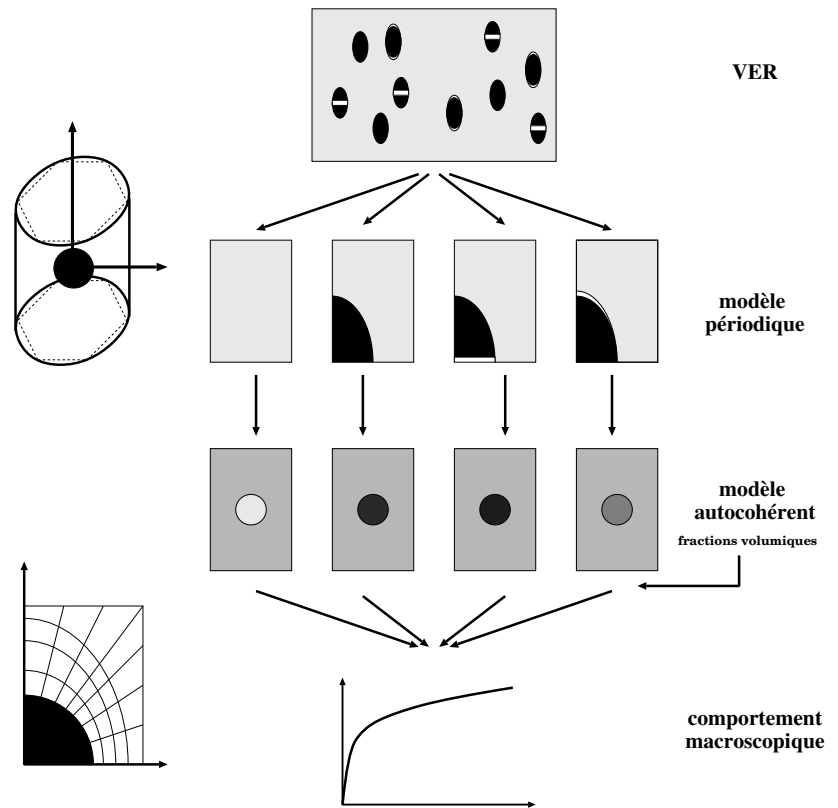 VER
modèle
périodique
modèle
autocohérent
fractions volumiques
comportement
macroscopique